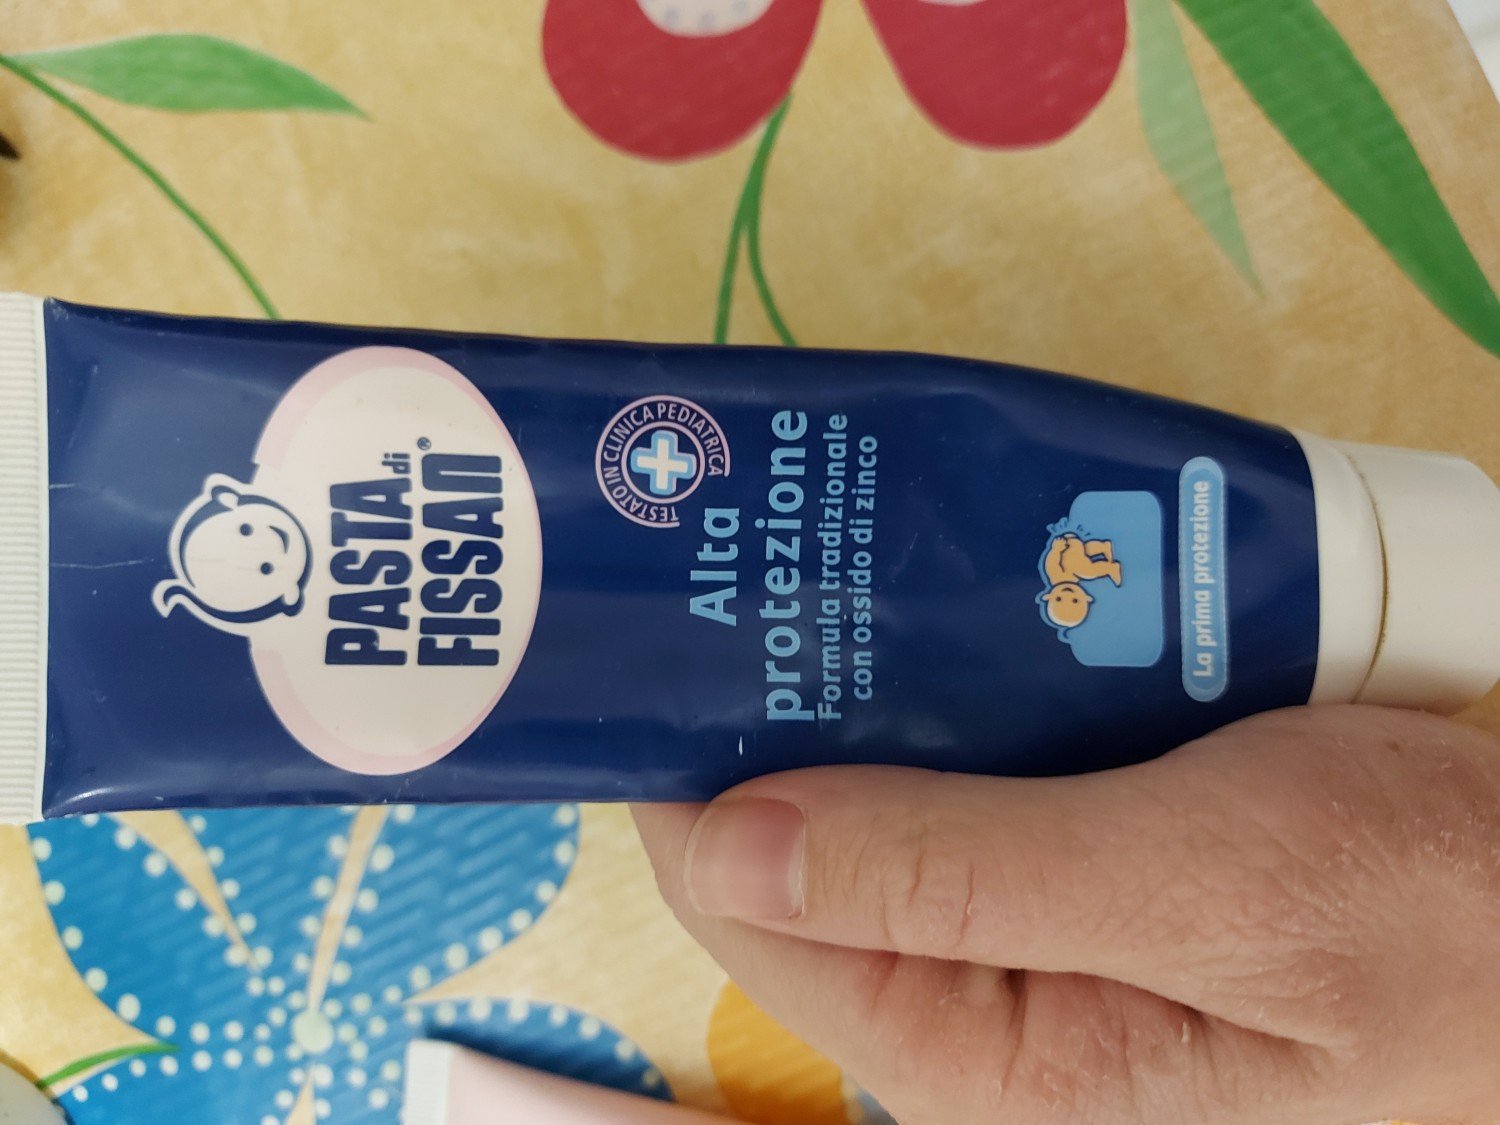 PASTA di
FISSAN®
TESTATO IN CLINICA PEDIATRICA
Alta
protezione
Formula tradizionale
con ossido di zinco
La prima protezione